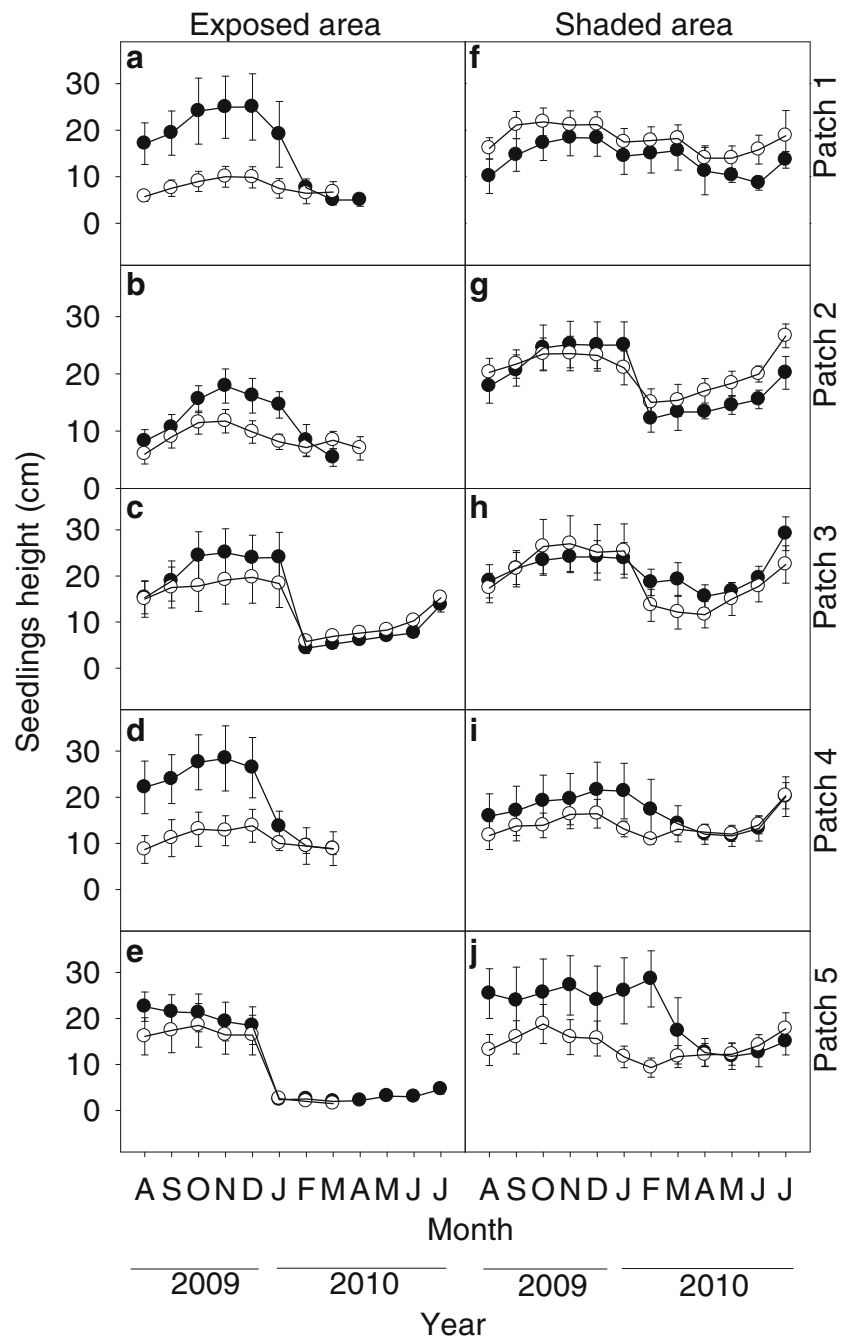 Exposed area
Shaded area
a
f
30
20
10
0
Patch 1
b
g
30
20
10
0
Patch 2
c
h
30
20
10
0
Patch 3
d
i
30
20
10
0
Patch 4
e
j
30
20
10
0
Patch 5
Seedlings height (cm)
A S O N D J F M A M J J
A S O N D J F M A M J J
Month
2009 2010 2009 2010
Year